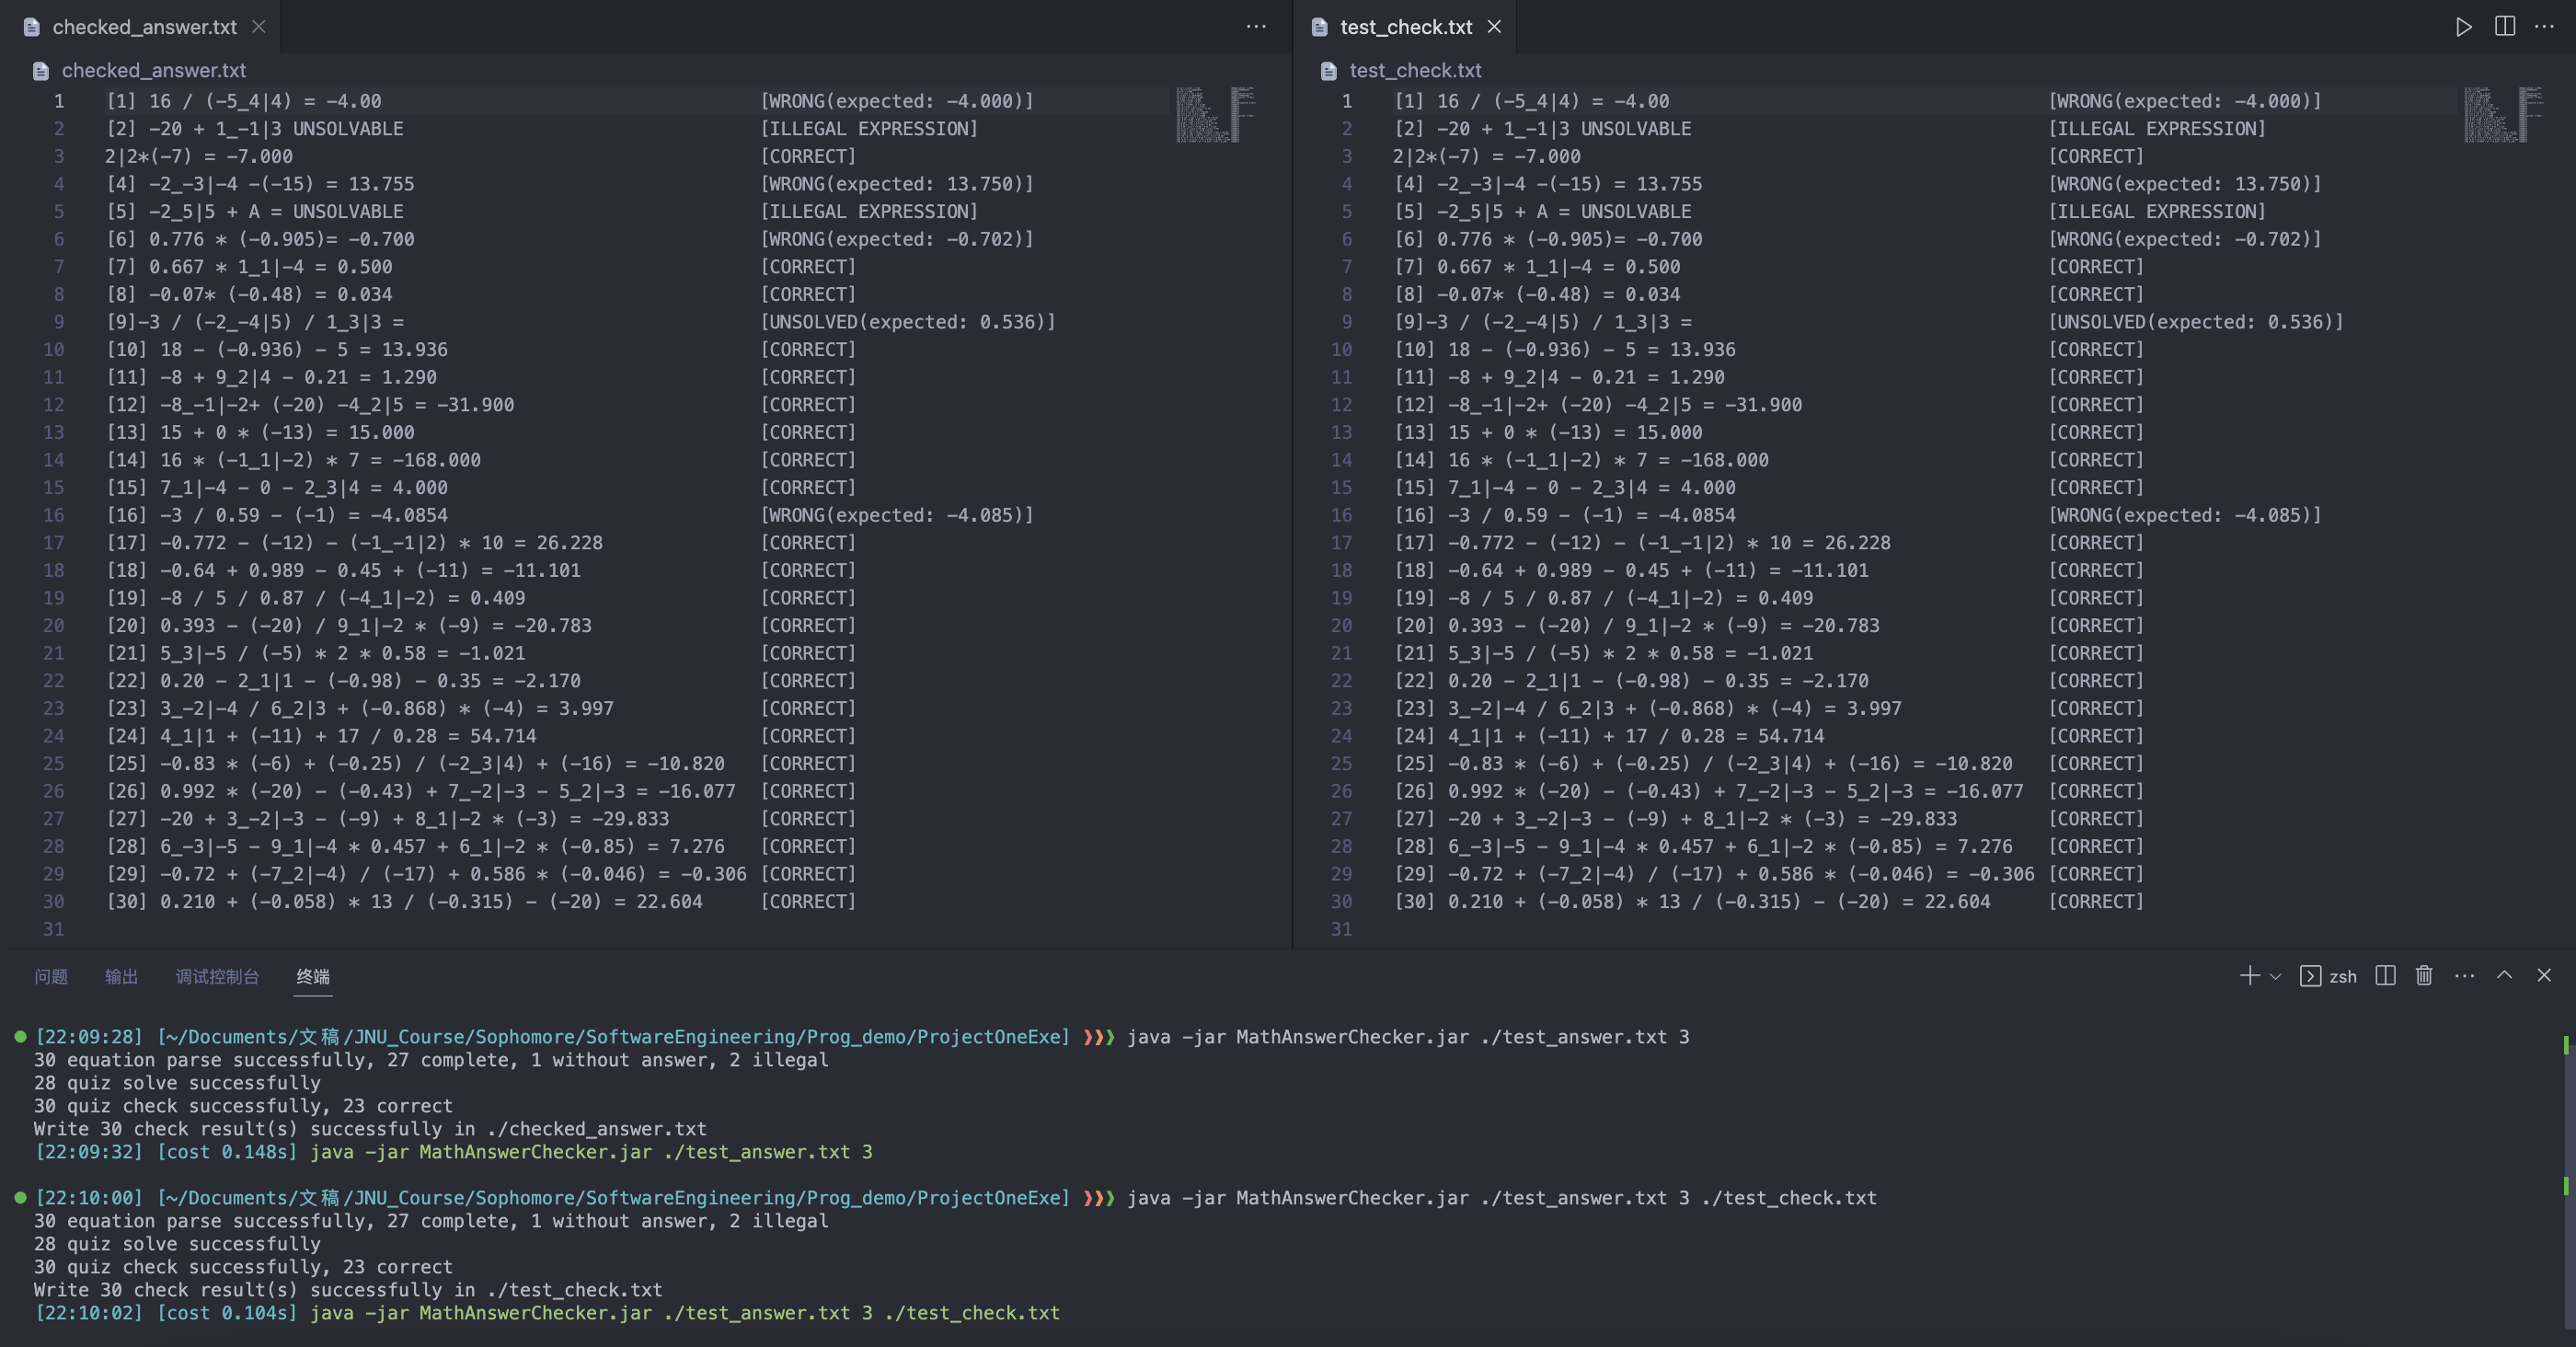 checked_answer.txt
checked_answer.txt
1 [1] 16 / (-5_4|4) = -4.00 [WRONG(expected: -4.000)]
2 [2] -20 + 1_-1|3 UNSOLVABLE [ILLEGAL EXPRESSION]
3 2|2*(-7) = -7.000 [CORRECT]
4 [4] -2_-3|-4 -(-15) = 13.755 [WRONG(expected: 13.750)]
5 [5] -2_5|5 + A = UNSOLVABLE [ILLEGAL EXPRESSION]
6 [6] 0.776 * (-0.905)= -0.700 [WRONG(expected: -0.702)]
7 [7] 0.667 * 1_1|-4 = 0.500 [CORRECT]
8 [8] -0.07* (-0.48) = 0.034 [CORRECT]
9 [9]-3 / (-2_-4|5) / 1_3|3 = [UNSOLVED(expected: 0.536)]
10 [10] 18 - (-0.936) - 5 = 13.936 [CORRECT]
11 [11] -8 + 9_2|4 - 0.21 = 1.290 [CORRECT]
12 [12] -8_-1|-2+ (-20) -4_2|5 = -31.900 [CORRECT]
13 [13] 15 + 0 * (-13) = 15.000 [CORRECT]
14 [14] 16 * (-1_1|-2) * 7 = -168.000 [CORRECT]
15 [15] 7_1|-4 - 0 - 2_3|4 = 4.000 [CORRECT]
16 [16] -3 / 0.59 - (-1) = -4.0854 [WRONG(expected: -4.085)]
17 [17] -0.772 - (-12) - (-1_-1|2) * 10 = 26.228 [CORRECT]
18 [18] -0.64 + 0.989 - 0.45 + (-11) = -11.101 [CORRECT]
19 [19] -8 / 5 / 0.87 / (-4_1|-2) = 0.409 [CORRECT]
20 [20] 0.393 - (-20) / 9_1|-2 * (-9) = -20.783 [CORRECT]
21 [21] 5_3|-5 / (-5) * 2 * 0.58 = -1.021 [CORRECT]
22 [22] 0.20 - 2_1|1 - (-0.98) - 0.35 = -2.170 [CORRECT]
23 [23] 3_-2|-4 / 6_2|3 + (-0.868) * (-4) = 3.997 [CORRECT]
24 [24] 4_1|1 + (-11) + 17 / 0.28 = 54.714 [CORRECT]
25 [25] -0.83 * (-6) + (-0.25) / (-2_3|4) + (-16) = -10.820 [CORRECT]
26 [26] 0.992 * (-20) - (-0.43) + 7_-2|-3 - 5_2|-3 = -16.077 [CORRECT]
27 [27] -20 + 3_-2|-3 - (-9) + 8_1|-2 * (-3) = -29.833 [CORRECT]
28 [28] 6_-3|-5 - 9_1|-4 * 0.457 + 6_1|-2 * (-0.85) = 7.276 [CORRECT]
29 [29] -0.72 + (-7_2|-4) / (-17) + 0.586 * (-0.046) = -0.306 [CORRECT]
30 [30] 0.210 + (-0.058) * 13 / (-0.315) - (-20) = 22.604 [CORRECT]
31
test_check.txt
test_check.txt
1 [1] 16 / (-5_4|4) = -4.00 [WRONG(expected: -4.000)]
2 [2] -20 + 1_-1|3 UNSOLVABLE [ILLEGAL EXPRESSION]
3 2|2*(-7) = -7.000 [CORRECT]
4 [4] -2_-3|-4 -(-15) = 13.755 [WRONG(expected: 13.750)]
5 [5] -2_5|5 + A = UNSOLVABLE [ILLEGAL EXPRESSION]
6 [6] 0.776 * (-0.905)= -0.700 [WRONG(expected: -0.702)]
7 [7] 0.667 * 1_1|-4 = 0.500 [CORRECT]
8 [8] -0.07* (-0.48) = 0.034 [CORRECT]
9 [9]-3 / (-2_-4|5) / 1_3|3 = [UNSOLVED(expected: 0.536)]
10 [10] 18 - (-0.936) - 5 = 13.936 [CORRECT]
11 [11] -8 + 9_2|4 - 0.21 = 1.290 [CORRECT]
12 [12] -8_-1|-2+ (-20) -4_2|5 = -31.900 [CORRECT]
13 [13] 15 + 0 * (-13) = 15.000 [CORRECT]
14 [14] 16 * (-1_1|-2) * 7 = -168.000 [CORRECT]
15 [15] 7_1|-4 - 0 - 2_3|4 = 4.000 [CORRECT]
16 [16] -3 / 0.59 - (-1) = -4.0854 [WRONG(expected: -4.085)]
17 [17] -0.772 - (-12) - (-1_-1|2) * 10 = 26.228 [CORRECT]
18 [18] -0.64 + 0.989 - 0.45 + (-11) = -11.101 [CORRECT]
19 [19] -8 / 5 / 0.87 / (-4_1|-2) = 0.409 [CORRECT]
20 [20] 0.393 - (-20) / 9_1|-2 * (-9) = -20.783 [CORRECT]
21 [21] 5_3|-5 / (-5) * 2 * 0.58 = -1.021 [CORRECT]
22 [22] 0.20 - 2_1|1 - (-0.98) - 0.35 = -2.170 [CORRECT]
23 [23] 3_-2|-4 / 6_2|3 + (-0.868) * (-4) = 3.997 [CORRECT]
24 [24] 4_1|1 + (-11) + 17 / 0.28 = 54.714 [CORRECT]
25 [25] -0.83 * (-6) + (-0.25) / (-2_3|4) + (-16) = -10.820 [CORRECT]
26 [26] 0.992 * (-20) - (-0.43) + 7_-2|-3 - 5_2|-3 = -16.077 [CORRECT]
27 [27] -20 + 3_-2|-3 - (-9) + 8_1|-2 * (-3) = -29.833 [CORRECT]
28 [28] 6_-3|-5 - 9_1|-4 * 0.457 + 6_1|-2 * (-0.85) = 7.276 [CORRECT]
29 [29] -0.72 + (-7_2|-4) / (-17) + 0.586 * (-0.046) = -0.306 [CORRECT]
30 [30] 0.210 + (-0.058) * 13 / (-0.315) - (-20) = 22.604 [CORRECT]
31
问题 输出 调试控制台 终端 zsh
[22:09:28] [~/Documents/文稿/JNU_Course/Sophomore/SoftwareEngineering/Prog_demo/ProjectOneExe] ❯❯❯ java -jar MathAnswerChecker.jar ./test_answer.txt 3
30 equation parse successfully, 27 complete, 1 without answer, 2 illegal
28 quiz solve successfully
30 quiz check successfully, 23 correct
Write 30 check result(s) successfully in ./checked_answer.txt
[22:09:32] [cost 0.148s] java -jar MathAnswerChecker.jar ./test_answer.txt 3
[22:10:00] [~/Documents/文稿/JNU_Course/Sophomore/SoftwareEngineering/Prog_demo/ProjectOneExe] ❯❯❯ java -jar MathAnswerChecker.jar ./test_answer.txt 3 ./test_check.txt
30 equation parse successfully, 27 complete, 1 without answer, 2 illegal
28 quiz solve successfully
30 quiz check successfully, 23 correct
Write 30 check result(s) successfully in ./test_check.txt
[22:10:02] [cost 0.104s] java -jar MathAnswerChecker.jar ./test_answer.txt 3 ./test_check.txt